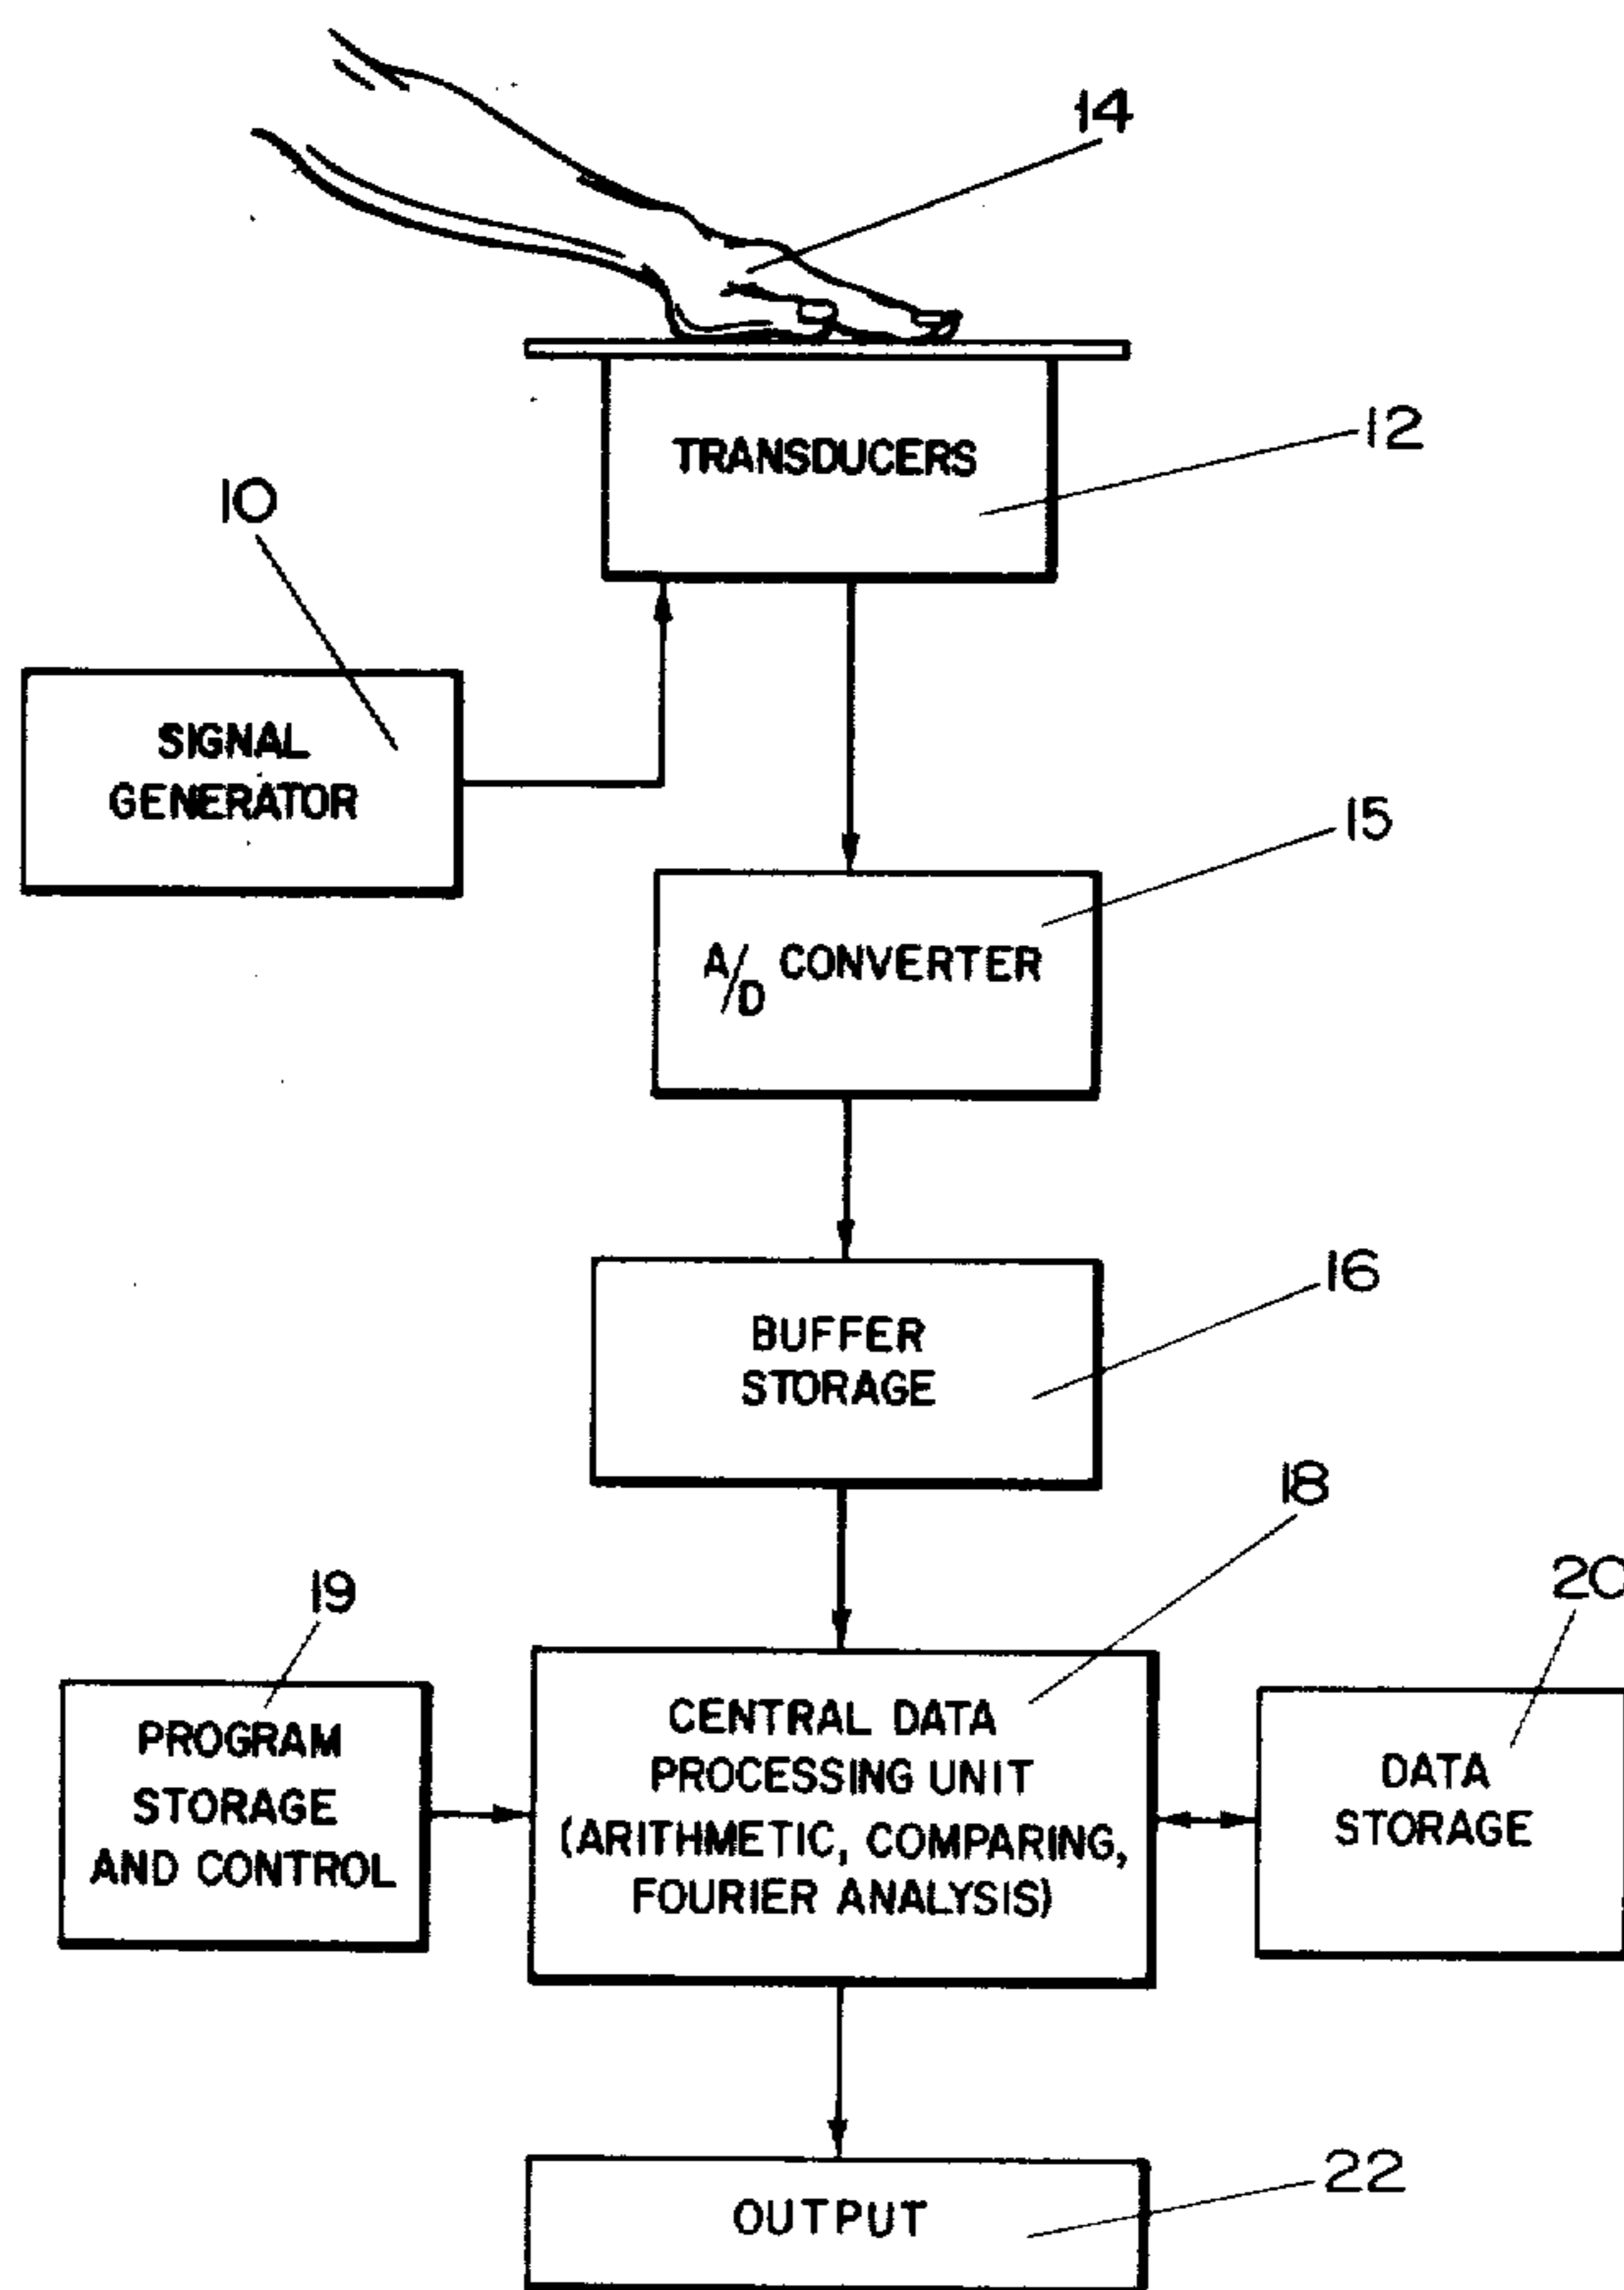 14
TRANSDUCERS
12
10
SIGNAL
GENERATOR
15
A/D CONVERTER
16
BUFFER
STORAGE
18
19
20
PROGRAM
STORAGE
AND CONTROL
CENTRAL DATA
PROCESSING UNIT
(ARITHMETIC, COMPARING,
FOURIER ANALYSIS)
DATA
STORAGE
22
OUTPUT